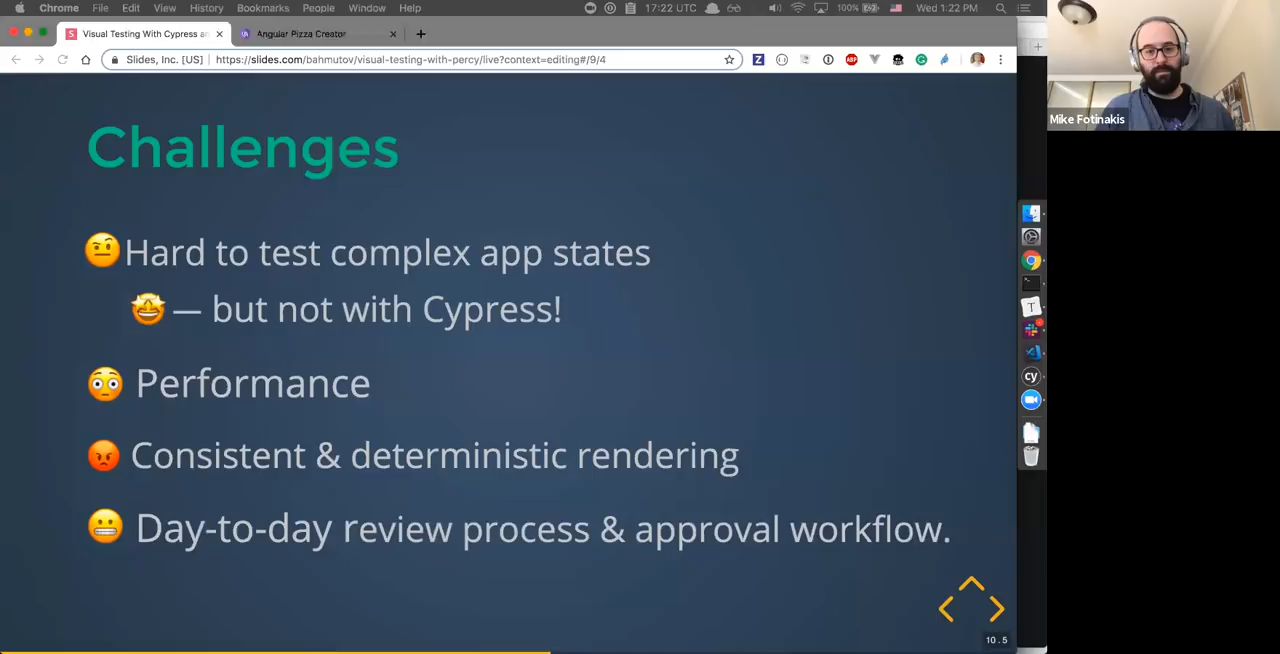 Chrome File Edit View History Bookmarks People Window Help 17:22 UTC 100% Wed 1:22 PM
Visual Testing With Cypress an Angular Pizza Creator
Slides, Inc. [US] https://slides.com/bahmutov/visual-testing-with-percy/live?context=editing#/9/4
Mike Fotinakis
Challenges
Hard to test complex app states
— but not with Cypress!
Performance
Consistent & deterministic rendering
Day-to-day review process & approval workflow.
10.5
S
Z
ABP
T
cy